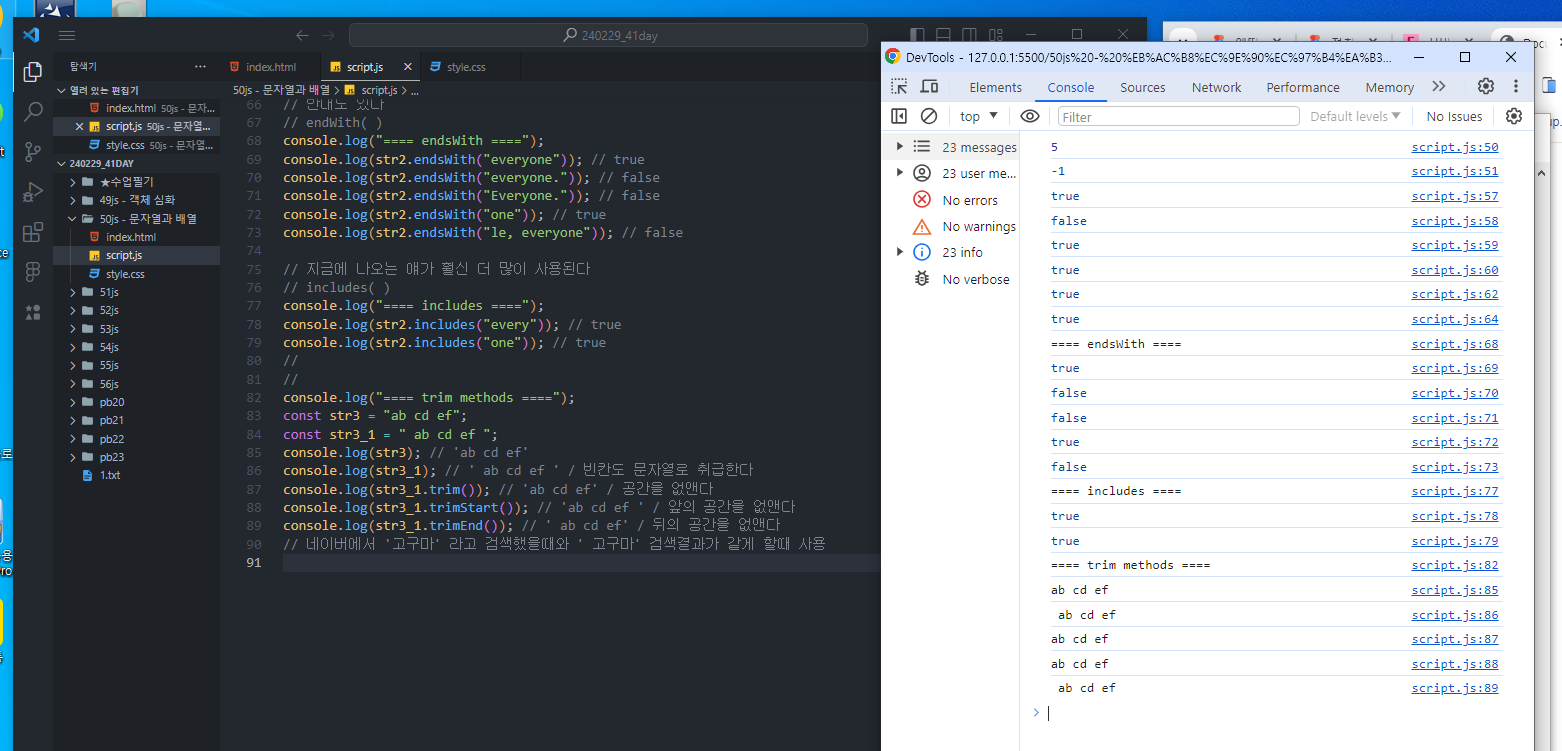 240229_41day
탐색기
index.html
script.js
style.css
열려 있는 편집기
index.html 50js - 문자...
script.js 50js - 문자열...
style.css 50js - 문자열...
240229_41DAY
★수업필기
49js - 객체 심화
50js - 문자열과 배열
index.html
script.js
style.css
51js
52js
53js
54js
55js
56js
pb20
pb21
pb22
pb23
1.txt
50js - 문자열과 배열 > script.js > ...
66 // 안내도 있다
67 // endWith( )
68 console.log("==== endsWith ====");
69 console.log(str2.endsWith("everyone")); // true
70 console.log(str2.endsWith("everyone.")); // false
71 console.log(str2.endsWith("Everyone.")); // false
72 console.log(str2.endsWith("one")); // true
73 console.log(str2.endsWith("le, everyone")); // false
74
75 // 지금에 나오는 얘가 훨신 더 많이 사용된다
76 // includes( )
77 console.log("==== includes ====");
78 console.log(str2.includes("every")); // true
79 console.log(str2.includes("one")); // true
80 //
81 //
82 console.log("==== trim methods ====");
83 const str3 = "ab cd ef";
84 const str3_1 = " ab cd ef ";
85 console.log(str3); // 'ab cd ef'
86 console.log(str3_1); // ' ab cd ef ' / 빈칸도 문자열로 취급한다
87 console.log(str3_1.trim()); // 'ab cd ef' / 공간을 없앤다
88 console.log(str3_1.trimStart()); // 'ab cd ef ' / 앞의 공간을 없앤다
89 console.log(str3_1.trimEnd()); // ' ab cd ef' / 뒤의 공간을 없앤다
90 // 네이버에서 '고구마' 라고 검색했을때와 ' 고구마' 검색결과가 같게 할때 사용
91
DevTools - 127.0.0.1:5500/50js%20-%20%EB%AC%B8%EC%9E%90%EC%97%B4%EA%B3...
Elements Console Sources Network Performance Memory
top Filter Default levels No Issues
23 messages
23 user me...
No errors
No warnings
23 info
No verbose
5 script.js:50
-1 script.js:51
true script.js:57
false script.js:58
true script.js:59
true script.js:60
true script.js:62
true script.js:64
==== endsWith ==== script.js:68
true script.js:69
false script.js:70
false script.js:71
true script.js:72
false script.js:73
==== includes ==== script.js:77
true script.js:78
true script.js:79
==== trim methods ==== script.js:82
ab cd ef script.js:85
 ab cd ef script.js:86
ab cd ef script.js:87
ab cd ef script.js:88
 ab cd ef script.js:89